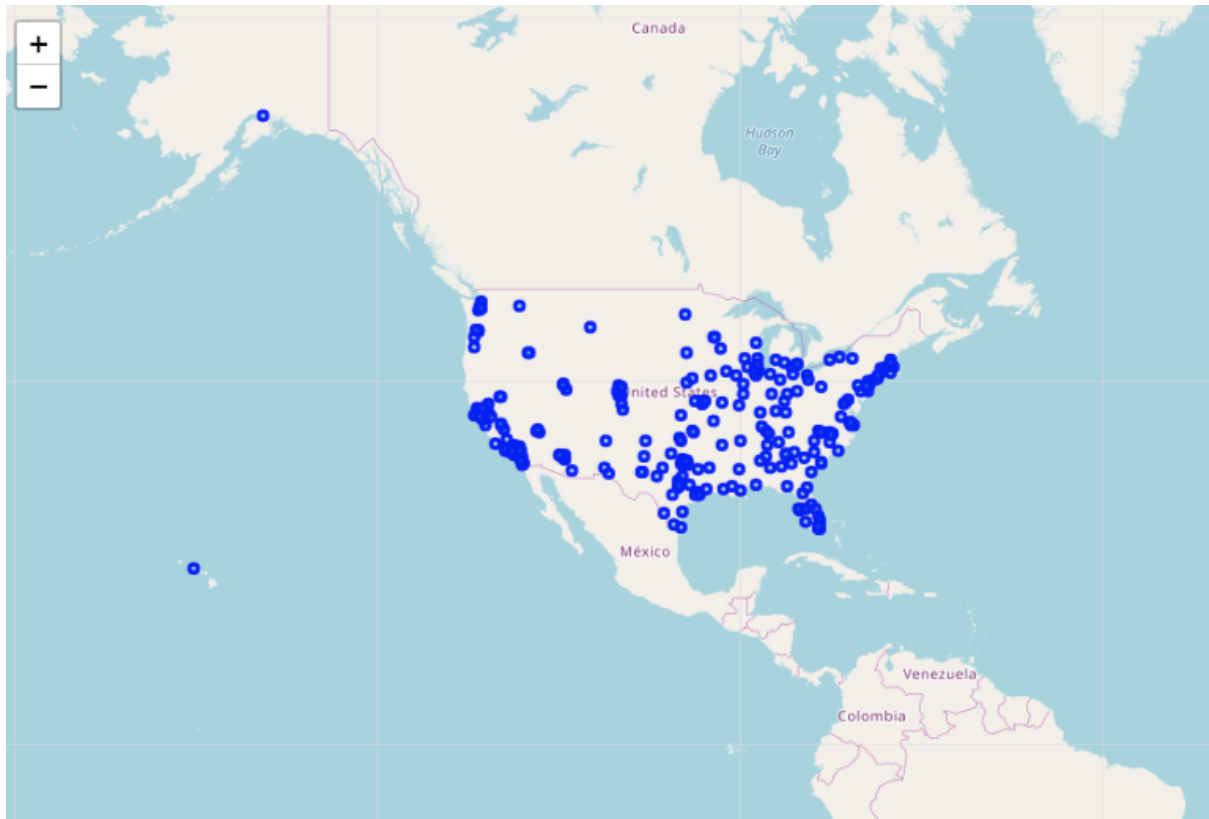 +
−
Canada
Hudson
Bay
United States
México
Venezuela
Colombia